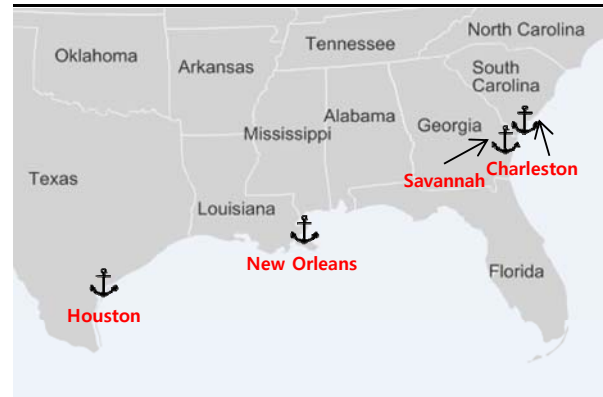 North Carolina
Tennessee
Oklahoma
Arkansas
South
Carolina
Alabama
Georgia
Mississippi
Texas
Savannah
Charleston
Louisiana
New Orleans
Florida
Houston